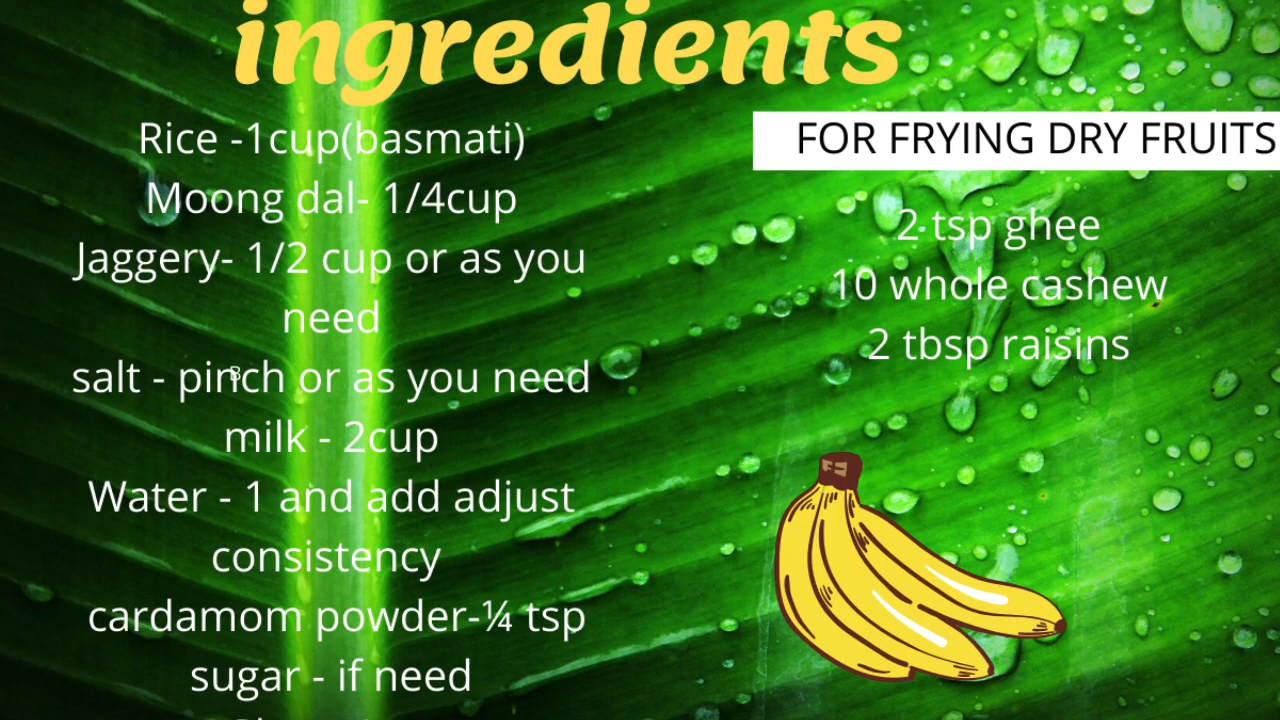 ingredients
Rice -1cup(basmati)
Moong dal- 1/4cup
Jaggery- 1/2 cup or as you
need
salt - pinch or as you need
milk - 2cup
Water - 1 and add adjust
consistency
cardamom powder-¼ tsp
sugar - if need
FOR FRYING DRY FRUITS
2 tsp ghee
10 whole cashew
2 tbsp raisins